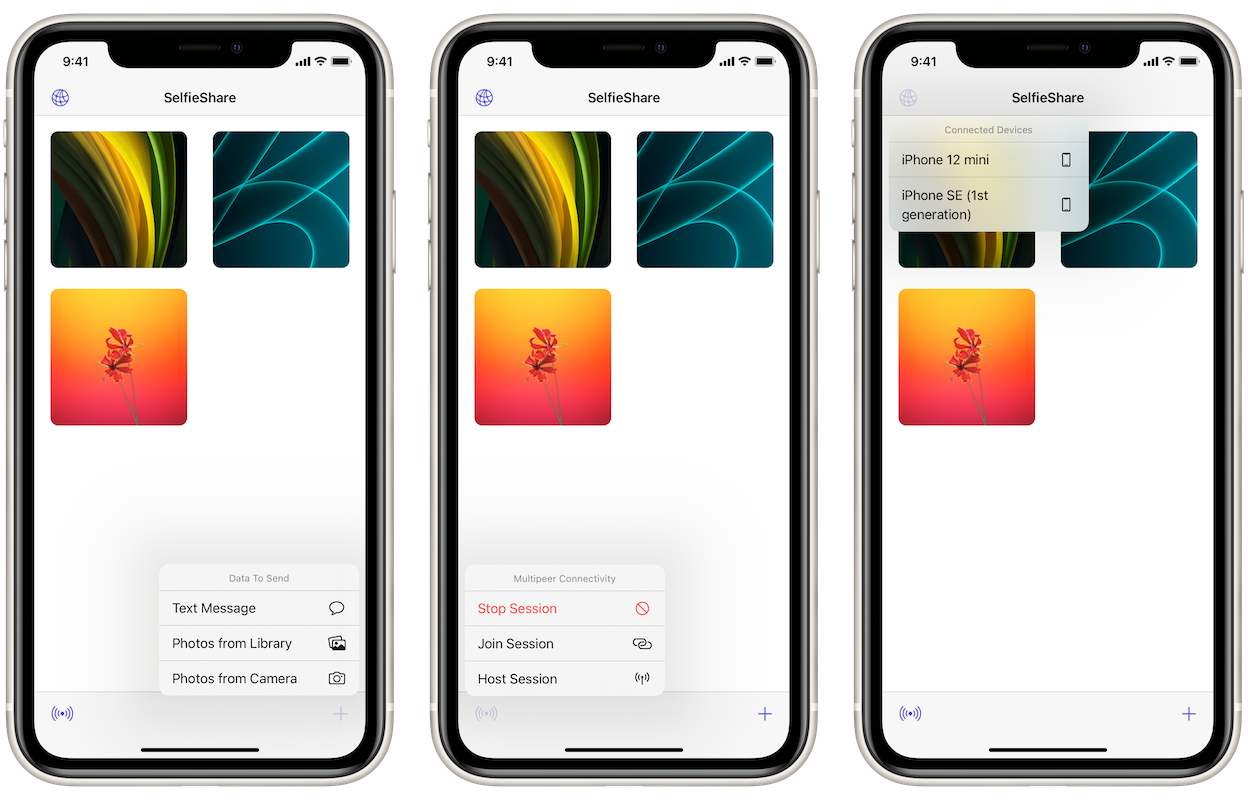 9:41
SelfieShare
Data To Send
Text Message
Photos from Library
Photos from Camera
9:41
SelfieShare
Multipeer Connectivity
Stop Session
Join Session
Host Session
9:41
SelfieShare
Connected Devices
iPhone 12 mini
iPhone SE (1st
generation)